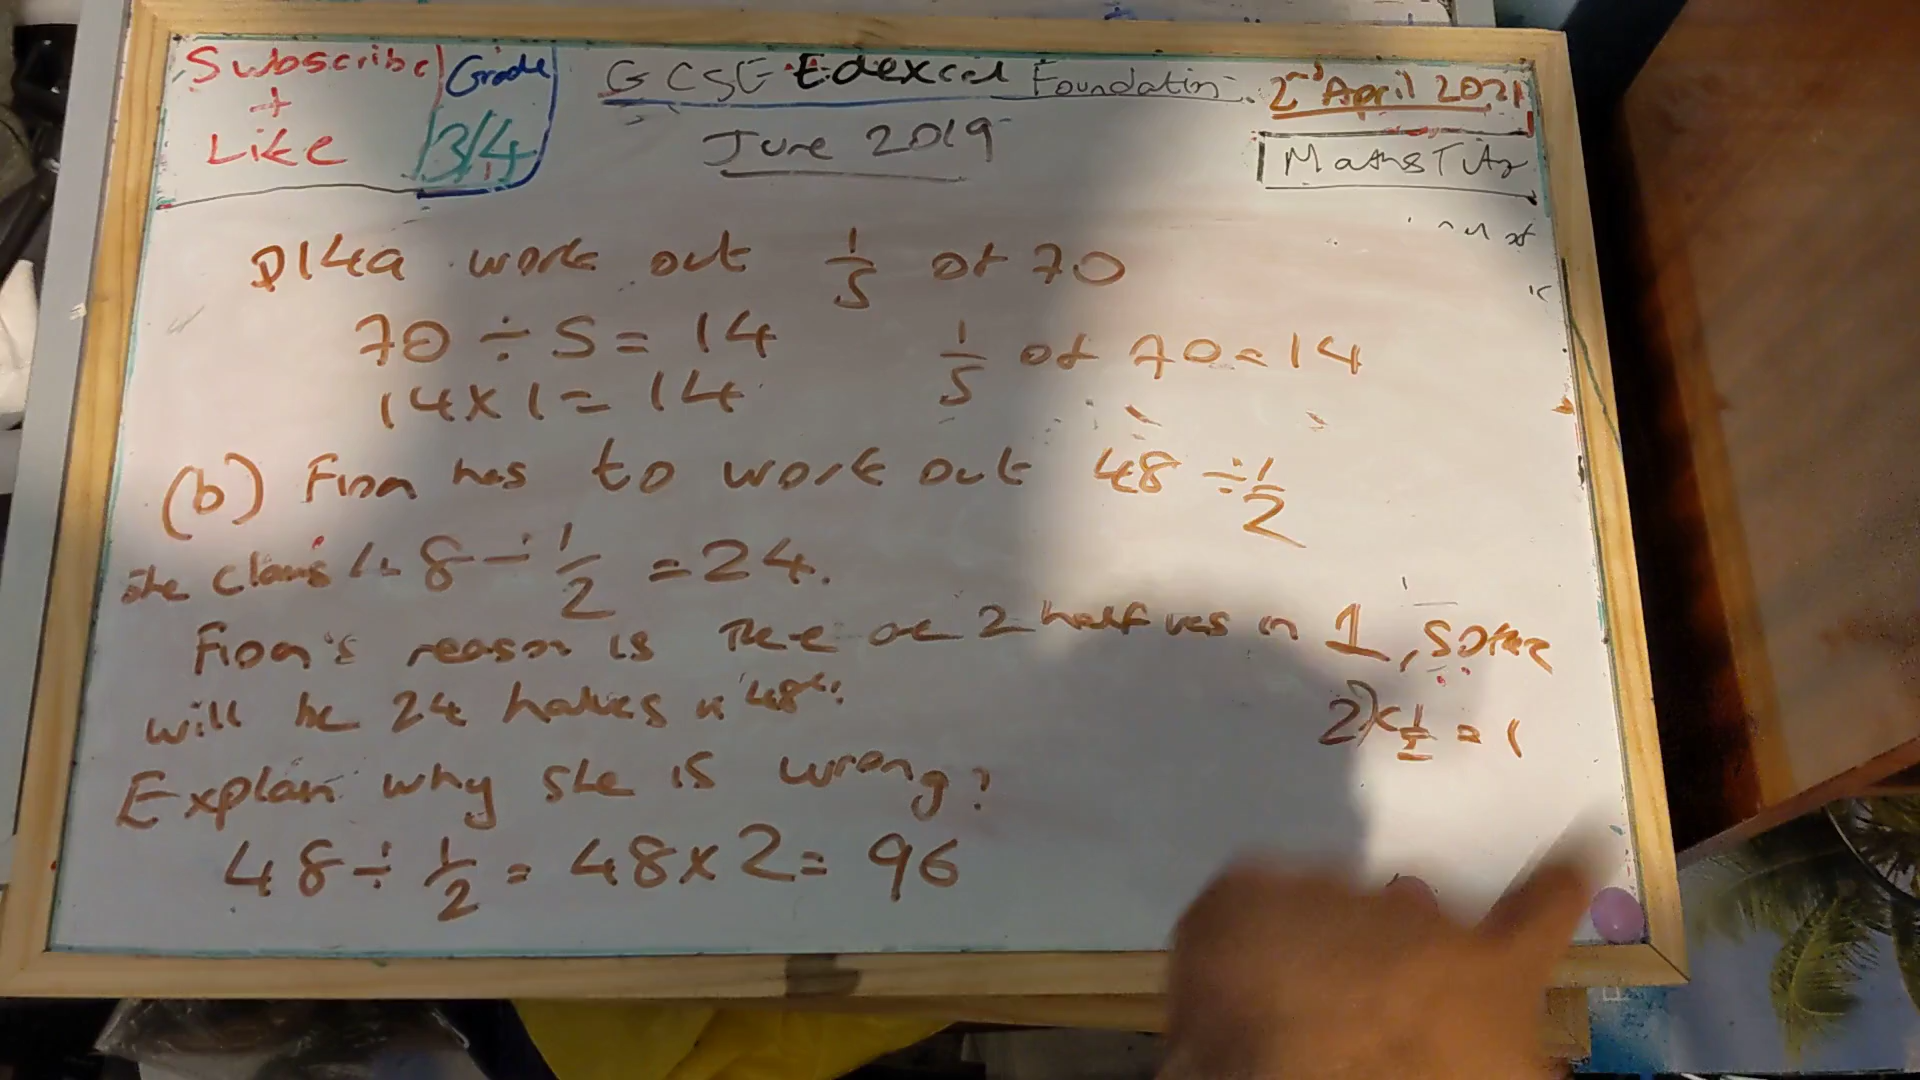 Subscribe
+
Like
Grade
3/4
GCSE Edexcel Foundation
June 2019
2nd April 2021
Maths Tutor
Q14a work out 1/5 of 70
70 ÷ 5 = 14
14 x 1 = 14
1/5 of 70 = 14
(b) Fiona has to work out 48 ÷ 1/2
she claims 48 ÷ 1/2 = 24.
Fiona's reason is There are 2 halfves in 1, so there
will be 24 halves in 48".
2 x 1/2 = 1
Explain why she is wrong?
48 ÷ 1/2 = 48 x 2 = 96